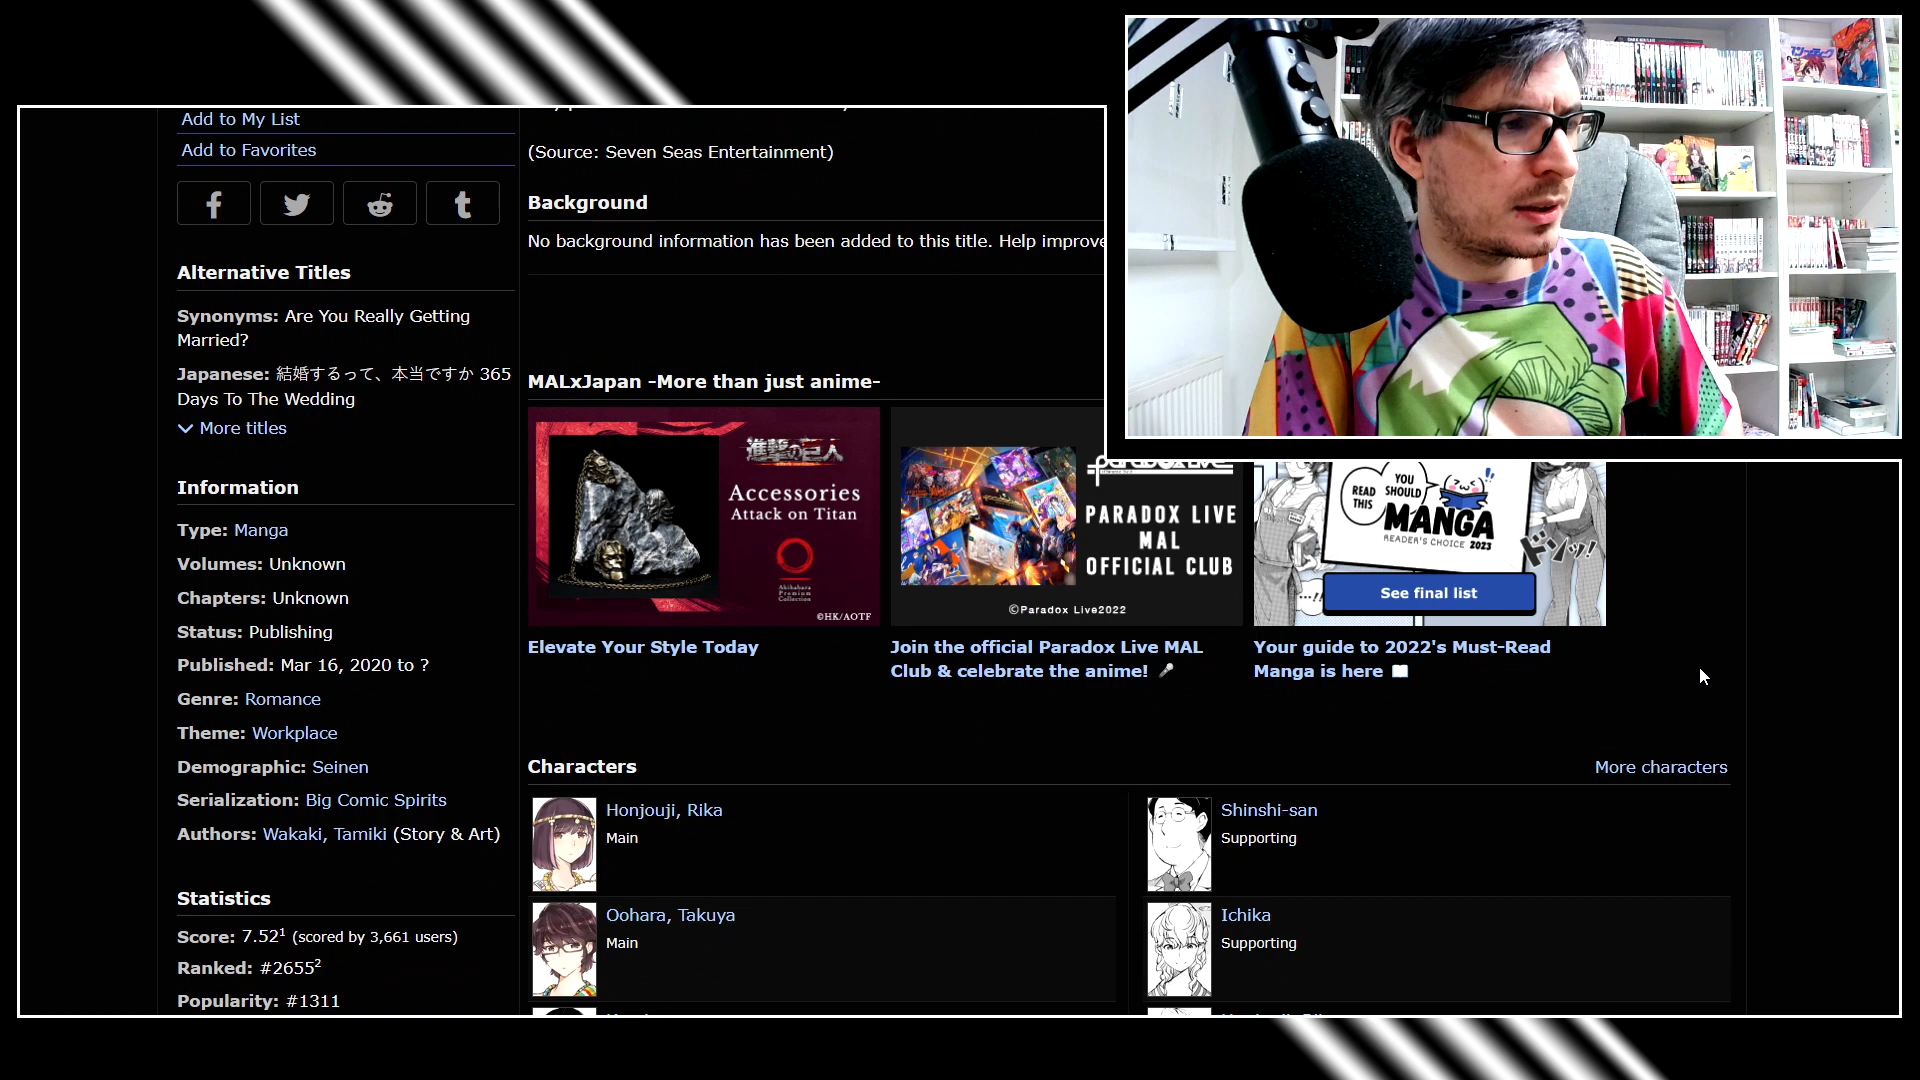 Add to My List
Add to Favorites
Alternative Titles
Synonyms: Are You Really Getting
Married?
Japanese: 結婚するって、本当ですか 365
Days To The Wedding
More titles
Information
Type: Manga
Volumes: Unknown
Chapters: Unknown
Status: Publishing
Published: Mar 16, 2020 to ?
Genre: Romance
Theme: Workplace
Demographic: Seinen
Serialization: Big Comic Spirits
Authors: Wakaki, Tamiki (Story & Art)
Statistics
Score: 7.52¹ (scored by 3,661 users)
Ranked: #2655²
Popularity: #1311
(Source: Seven Seas Entertainment)
Background
No background information has been added to this title. Help improve
MALxJapan -More than just anime-
進撃の巨人
Accessories
Attack on Titan
Akihabara
Premium
Collection
©HK/AOTF
Elevate Your Style Today
Paradox Live
PARADOX LIVE
MAL
OFFICIAL CLUB
©Paradox Live2022
Join the official Paradox Live MAL
Club & celebrate the anime!
YOU
SHOULD
READ
THIS
MANGA
READER'S CHOICE 2023
ドンッ!
See final list
Your guide to 2022's Must-Read
Manga is here
Characters
More characters
Honjouji, Rika
Main
Shinshi-san
Supporting
Oohara, Takuya
Main
Ichika
Supporting